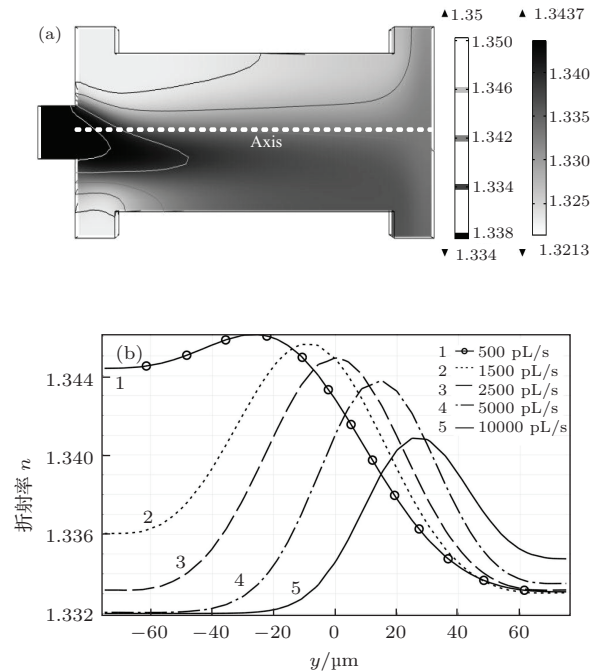 (a)
▲ 1.35
▲ 1.3437
1.350
1.346
1.342
1.334
1.338
▼ 1.334
1.340
1.335
1.330
1.325
▼ 1.3213
Axis
(b)
1 500 pL/s
2 1500 pL/s
3 2500 pL/s
4 5000 pL/s
5 10000 pL/s
1
2
3
4
5
折射率 n
1.344
1.340
1.336
1.332
−60 −40 −20 0 20 40 60
y/µm